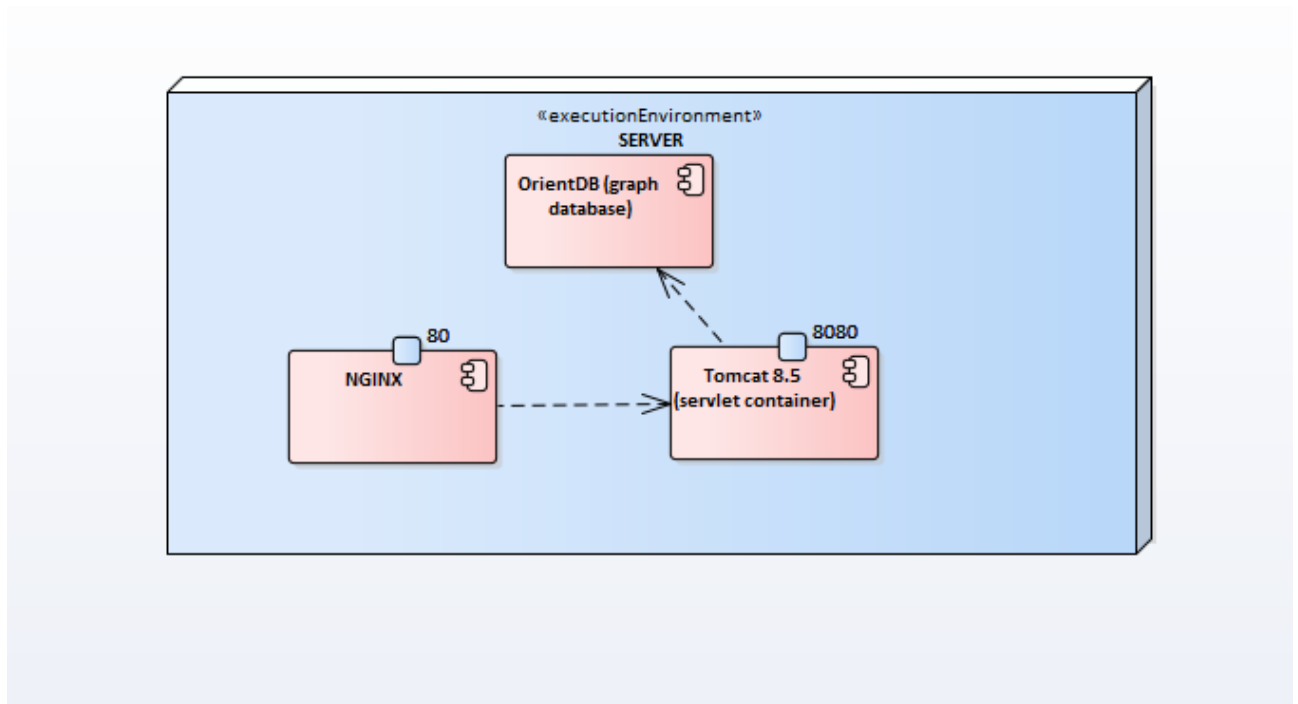 «executionEnvironment»
SERVER
OrientDB (graph
database)
80
NGINX
8080
Tomcat 8.5
(servlet container)